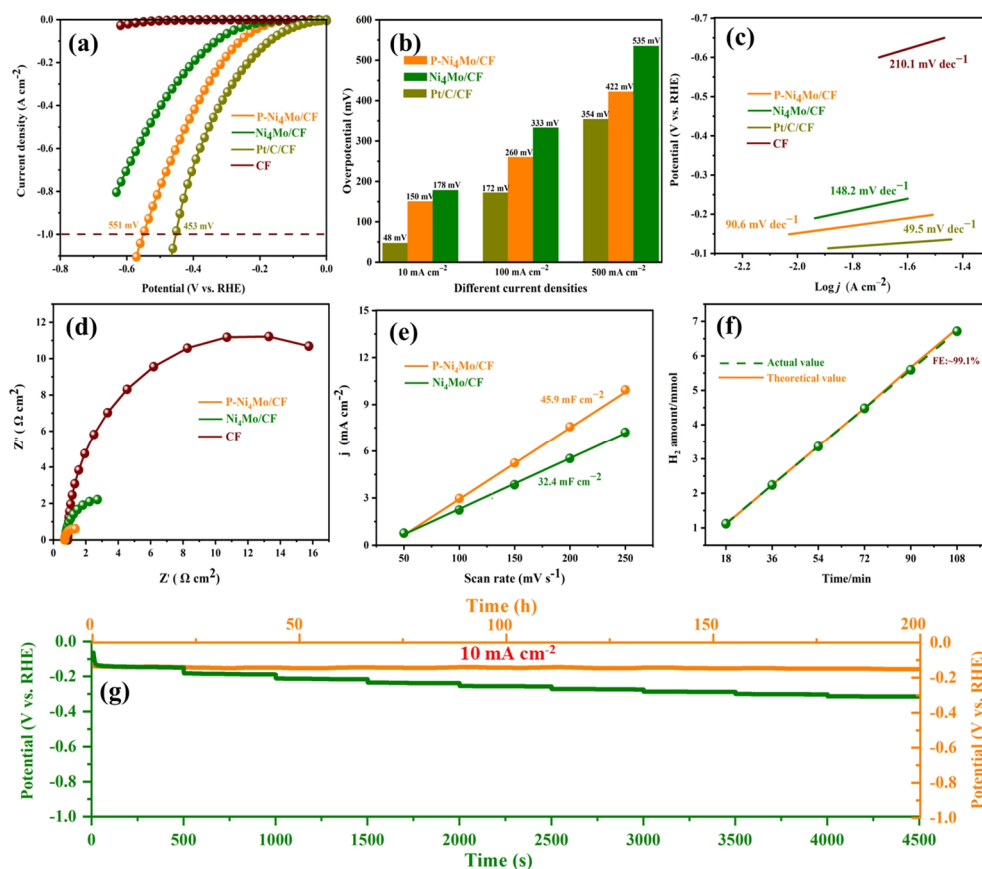 (a)
Current density (A cm⁻²)
0.0
-0.2
-0.4
-0.6
-0.8
-1.0
P-Ni₄Mo/CF
Ni₄Mo/CF
Pt/C/CF
CF
551 mV
453 mV
-0.8 -0.6 -0.4 -0.2 0.0
Potential (V vs. RHE)
(b)
Overpotential (mV)
600
500
400
300
200
100
0
P-Ni₄Mo/CF
Ni₄Mo/CF
Pt/C/CF
48 mV
150 mV
178 mV
172 mV
260 mV
333 mV
354 mV
422 mV
535 mV
10 mA cm⁻² 100 mA cm⁻² 500 mA cm⁻²
Different current densities
(c)
Potential (V vs. RHE)
-0.7
-0.6
-0.5
-0.4
-0.3
-0.2
-0.1
210.1 mV dec⁻¹
P-Ni₄Mo/CF
Ni₄Mo/CF
Pt/C/CF
CF
148.2 mV dec⁻¹
90.6 mV dec⁻¹
49.5 mV dec⁻¹
-2.2 -2.0 -1.8 -1.6 -1.4
Log j (A cm⁻²)
(d)
Z'' ( Ω cm²)
12
10
8
6
4
2
0
P-Ni₄Mo/CF
Ni₄Mo/CF
CF
2 4 6 8 10 12 14 16
Z' ( Ω cm²)
(e)
j (mA cm⁻²)
15
12
9
6
3
0
P-Ni₄Mo/CF
Ni₄Mo/CF
45.9 mF cm⁻²
32.4 mF cm⁻²
50 100 150 200 250
Scan rate (mV s⁻¹)
(f)
H₂ amount/mmol
7
6
5
4
3
2
1
Actual value
Theoretical value
FE:~99.1%
18 36 54 72 90 108
Time/min
Time (h)
0 50 100 150 200
10 mA cm⁻²
(g)
Potential (V vs. RHE)
0.0
-0.2
-0.4
-0.6
-0.8
-1.0
0.0
-0.2
-0.4
-0.6
-0.8
-1.0
Potential (V vs. RHE)
0 500 1000 1500 2000 2500 3000 3500 4000 4500
Time (s)